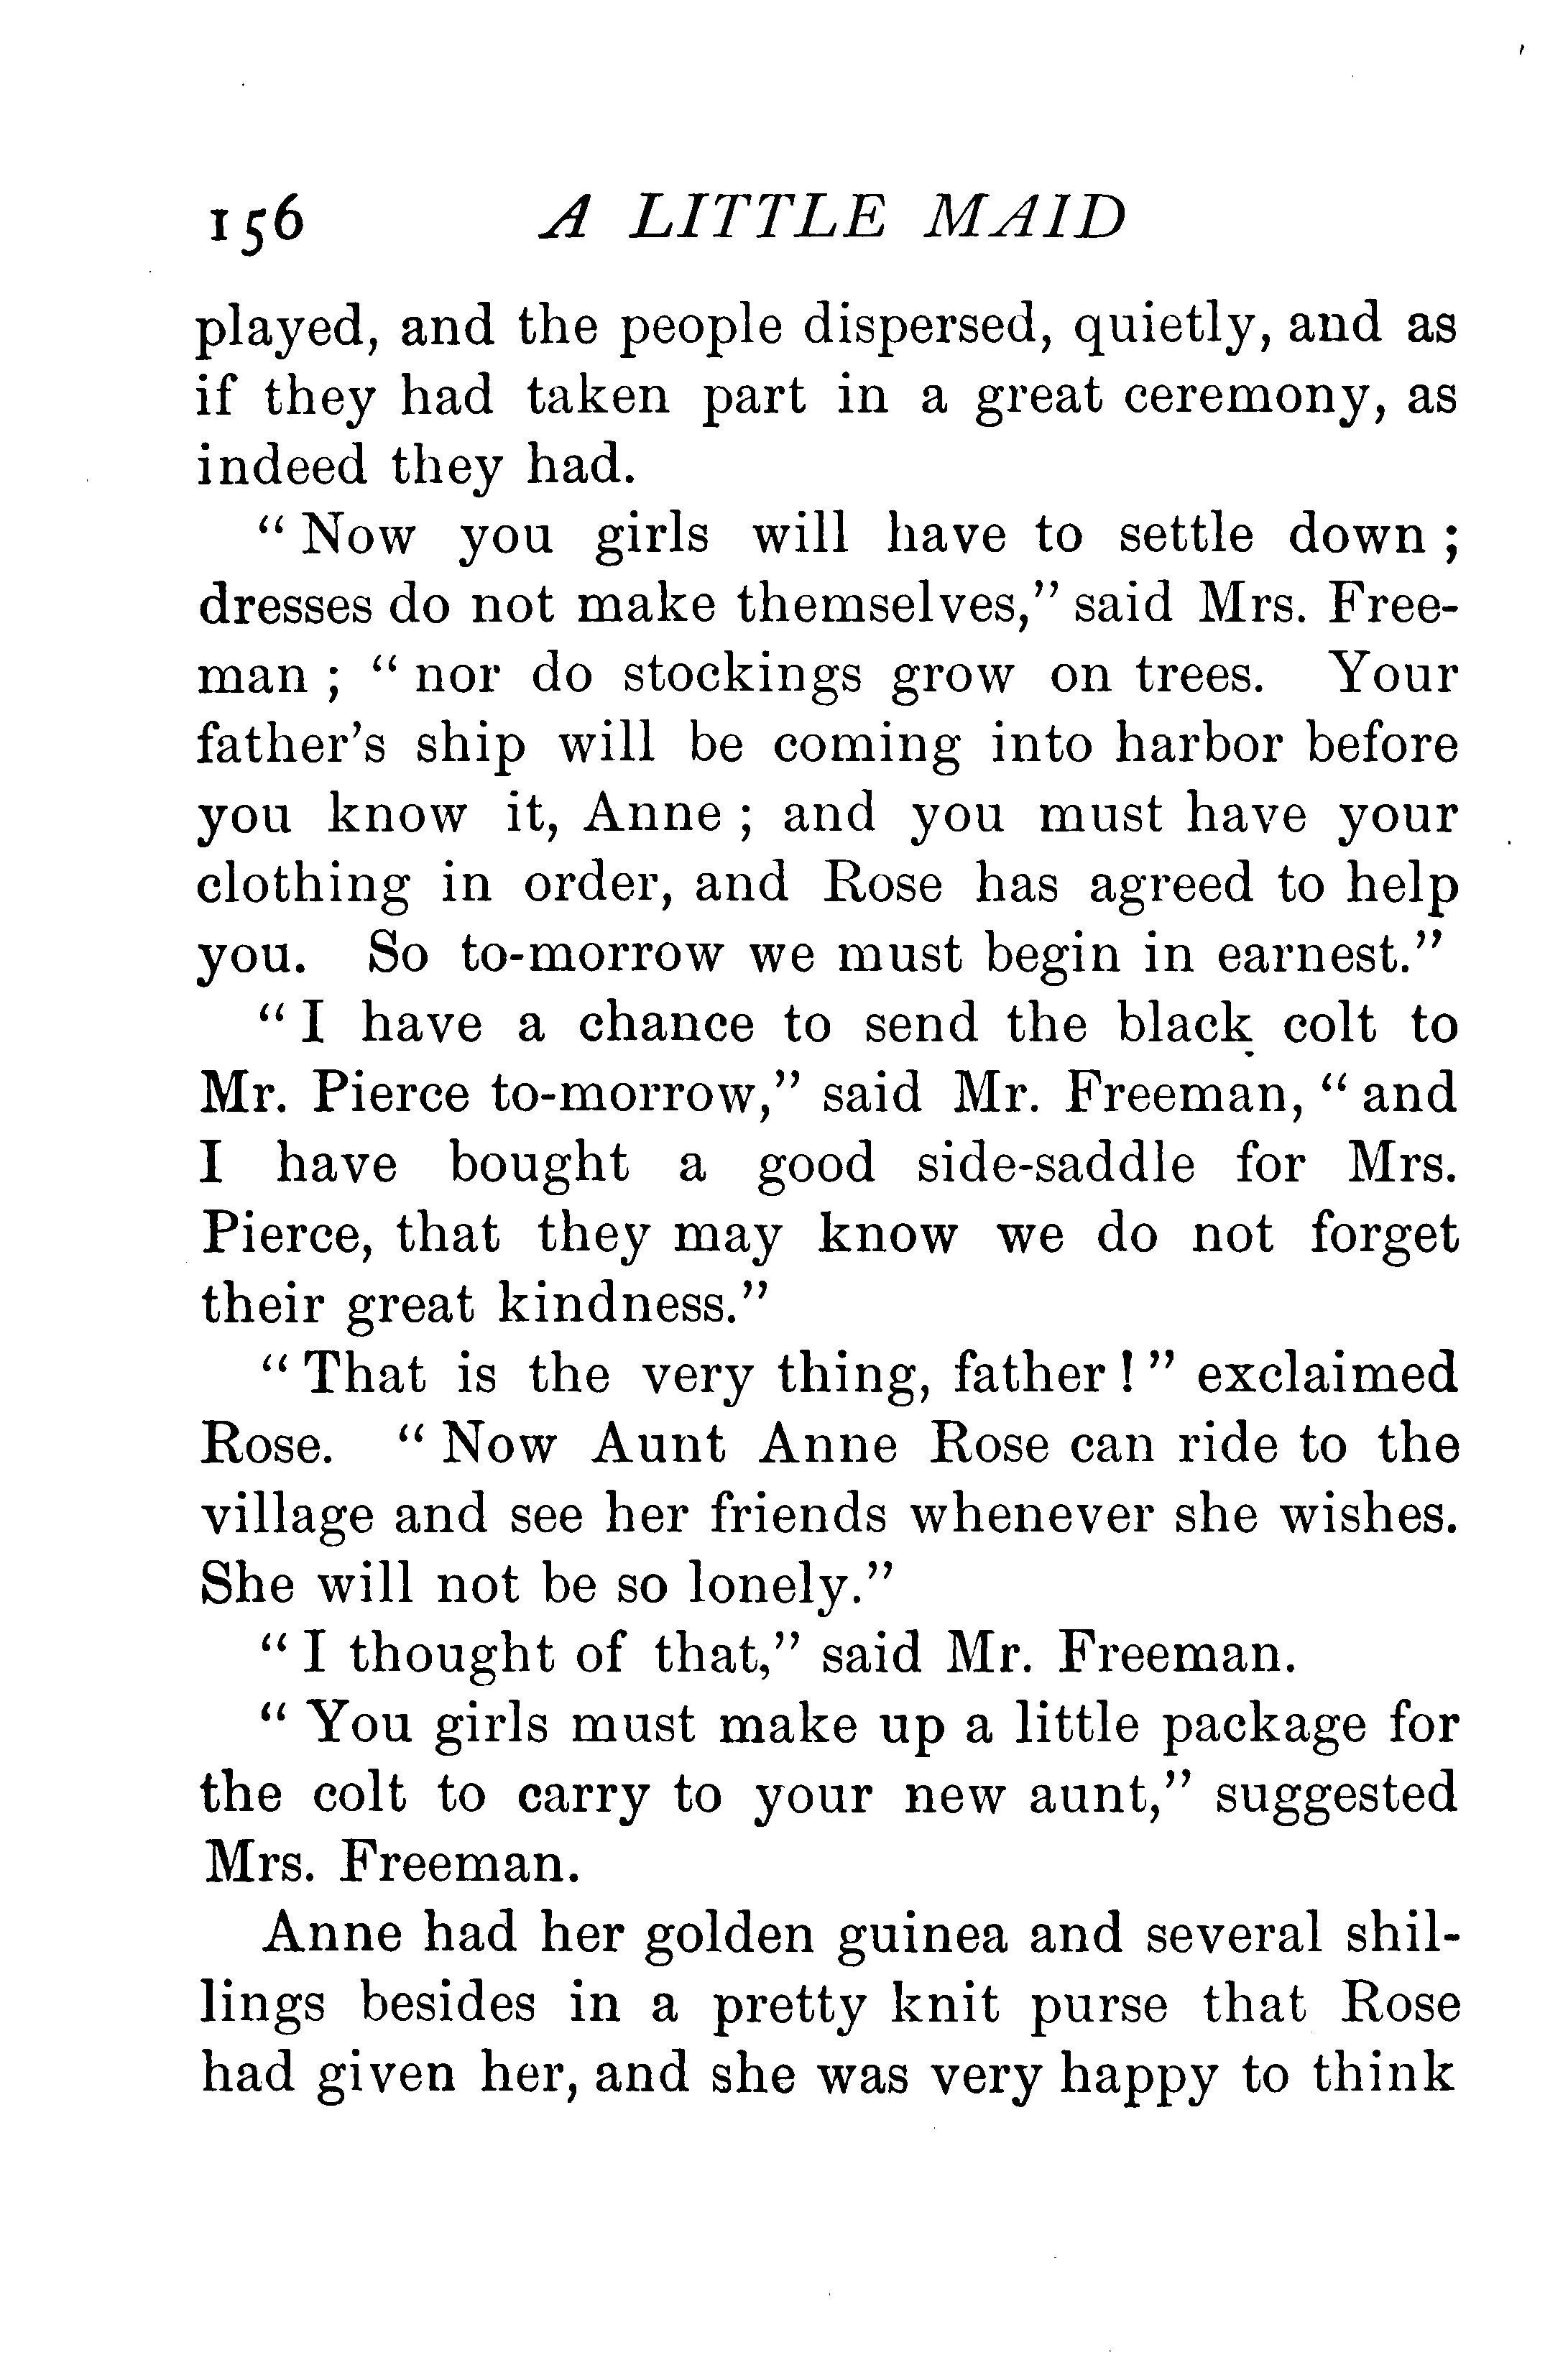 156 A LITTLE MAID
played, and the people dispersed, quietly, and as
if they had taken part in a great ceremony, as
indeed they had.
“ Now you girls will have to settle down ;
dresses do not make themselves,” said Mrs. Free-
man ; “ nor do stockings grow on trees. Your
father’s ship will be coming into harbor before
you know it, Anne ; and you must have your
clothing in order, and Rose has agreed to help
you. So to-morrow we must begin in earnest.”
“ I have a chance to send the black colt to
Mr. Pierce to-morrow,” said Mr. Freeman, “ and
I have bought a good side-saddle for Mrs.
Pierce, that they may know we do not forget
their great kindness.”
“ That is the very thing, father ! ” exclaimed
Rose. “ Now Aunt Anne Rose can ride to the
village and see her friends whenever she wishes.
She will not be so lonely.”
“ I thought of that,” said Mr. Freeman.
“ You girls must make up a little package for
the colt to carry to your new aunt,” suggested
Mrs. Freeman.
Anne had her golden guinea and several shil-
lings besides in a pretty knit purse that Rose
had given her, and she was very happy to think